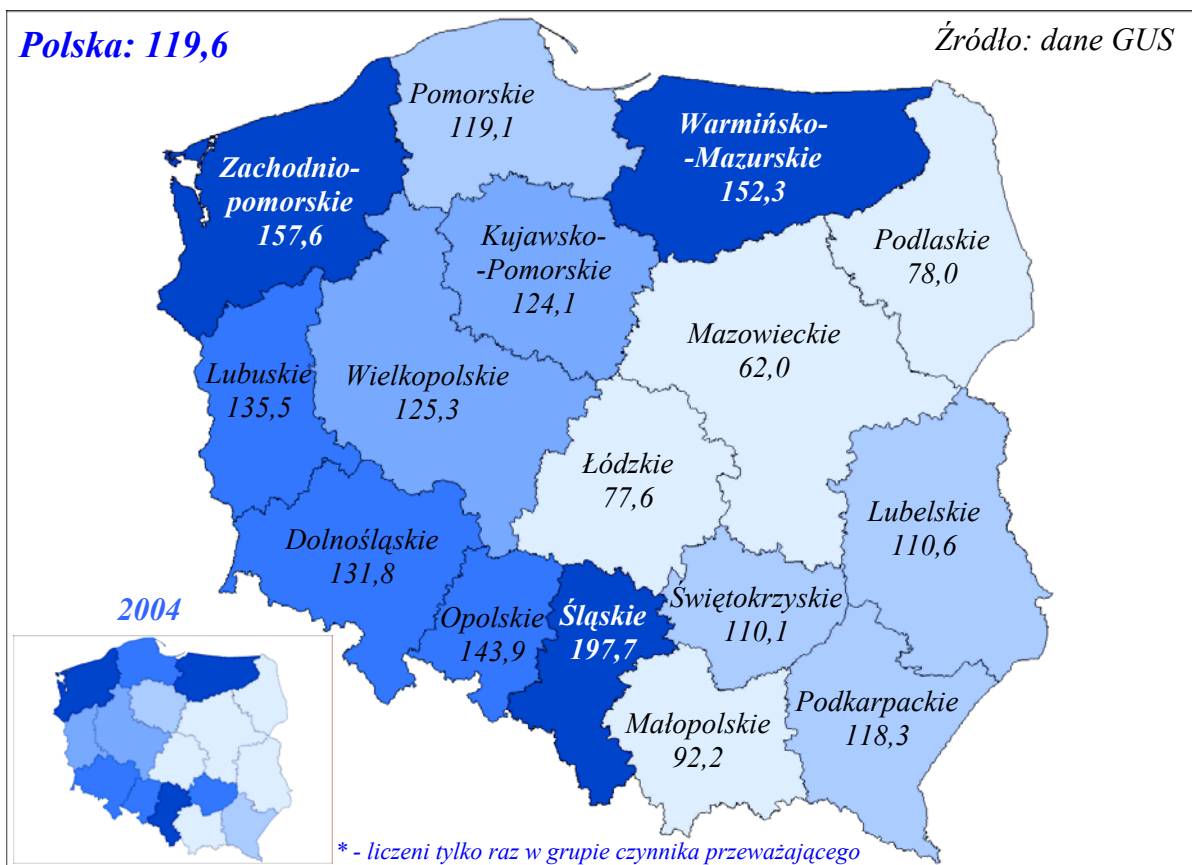 Polska: 119,6
Źródło: dane GUS
Pomorskie
119,1
Warmińsko-
-Mazurskie
152,3
Zachodnio-
pomorskie
157,6
Podlaskie
78,0
Kujawsko-
-Pomorskie
124,1
Mazowieckie
62,0
Lubuskie
135,5
Wielkopolskie
125,3
Łódzkie
77,6
Lubelskie
110,6
Dolnośląskie
131,8
Opolskie
143,9
Śląskie
197,7
Świętokrzyskie
110,1
Małopolskie
92,2
Podkarpackie
118,3
2004
* - liczeni tylko raz w grupie czynnika przeważającego